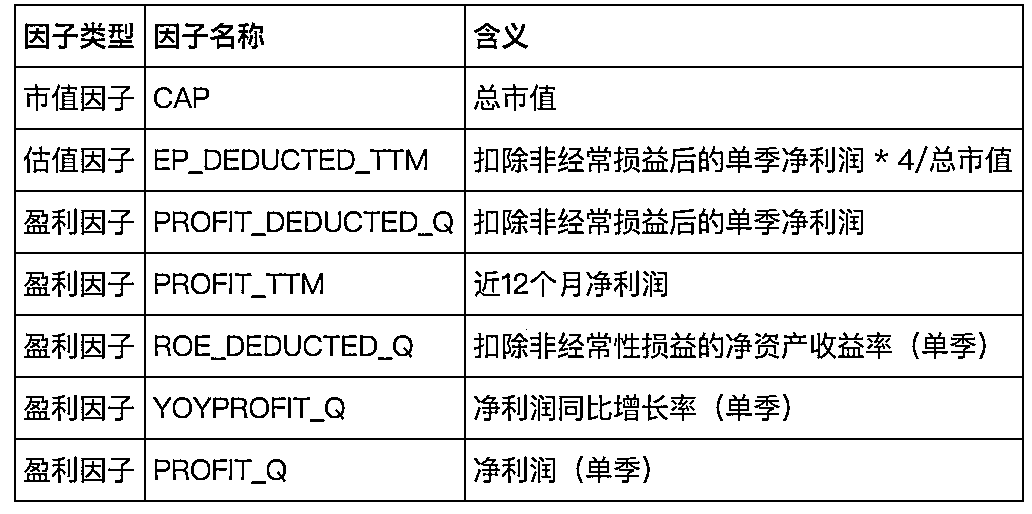 因子类型 因子名称 含义
市值因子 CAP 总市值
估值因子 EP_DEDUCTED_TTM 扣除非经常损益后的单季净利润 * 4/总市值
盈利因子 PROFIT_DEDUCTED_Q 扣除非经常损益后的单季净利润
盈利因子 PROFIT_TTM 近12个月净利润
盈利因子 ROE_DEDUCTED_Q 扣除非经常性损益的净资产收益率（单季）
盈利因子 YOYPROFIT_Q 净利润同比增长率（单季）
盈利因子 PROFIT_Q 净利润（单季）